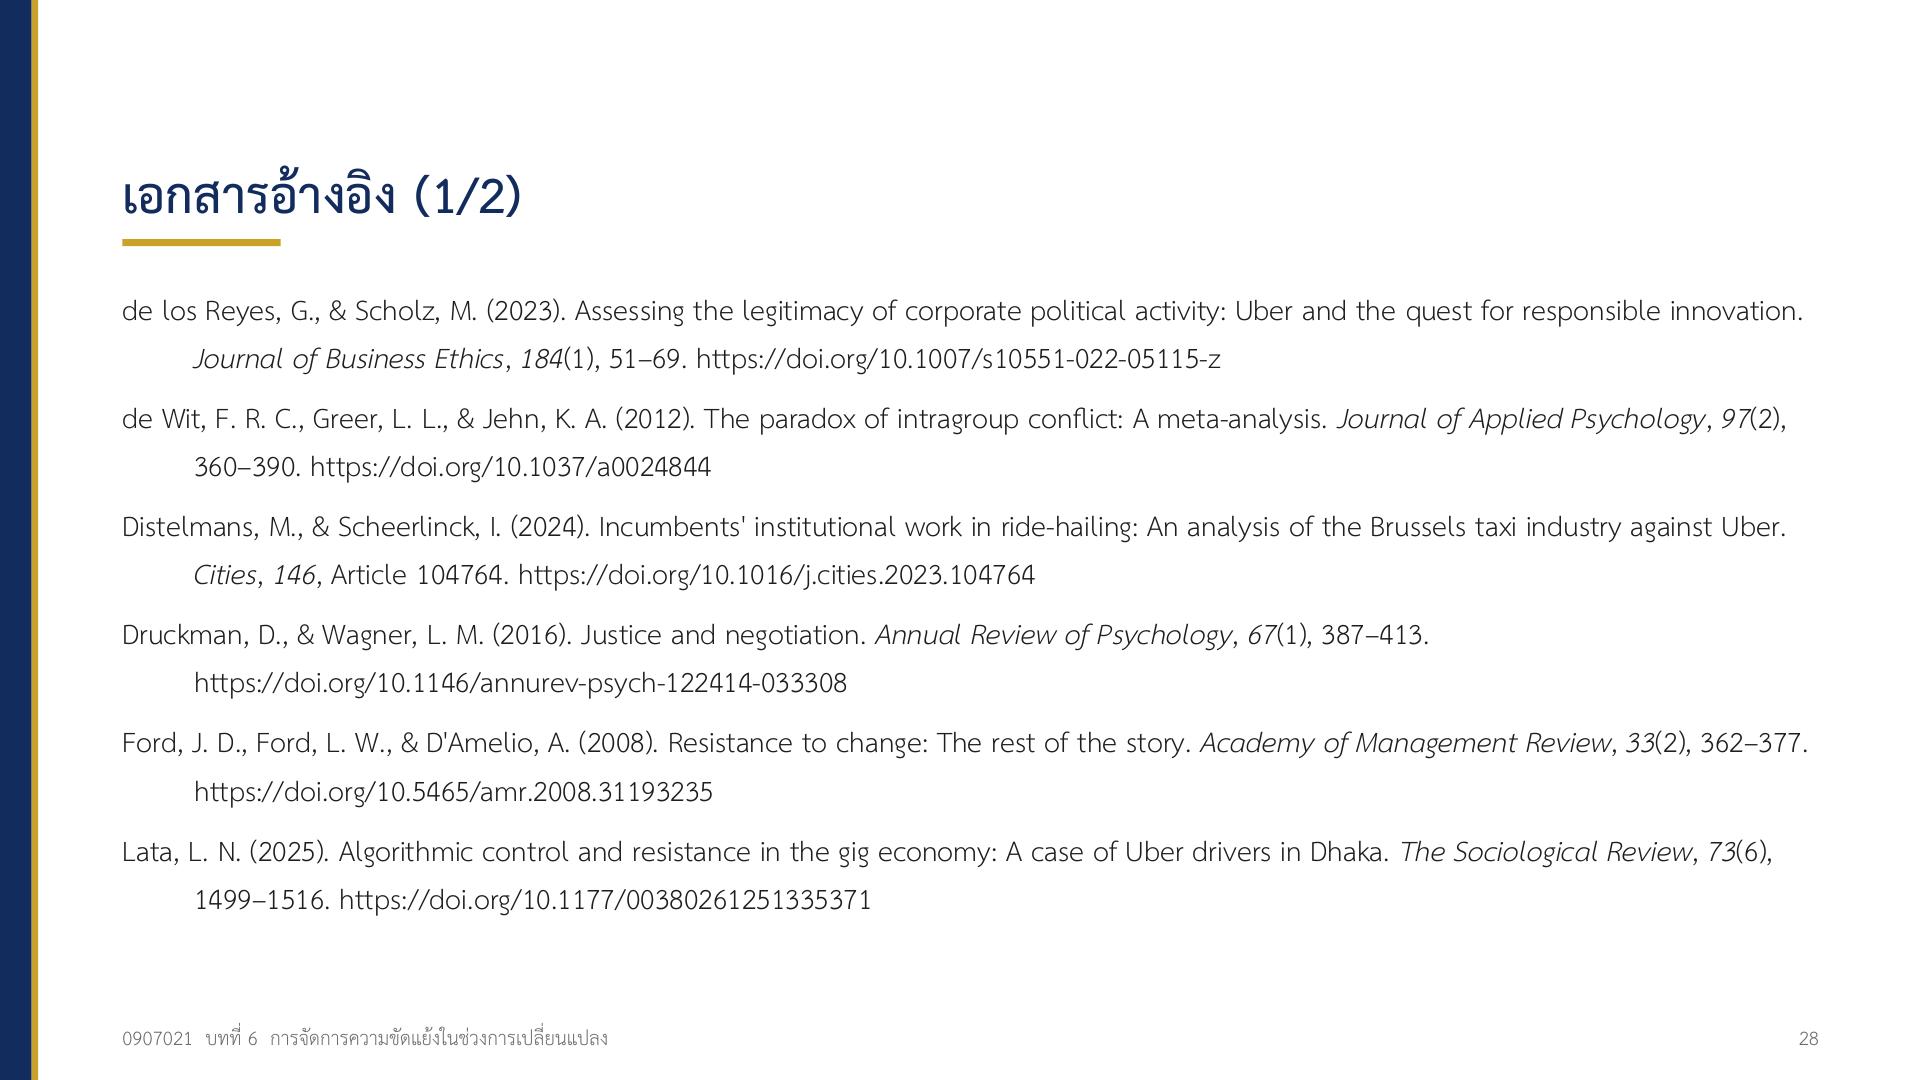 เอกสารอ้างอิง (1/2)
de los Reyes, G., & Scholz, M. (2023). Assessing the legitimacy of corporate political activity: Uber and the quest for responsible innovation.
Journal of Business Ethics, 184(1), 51–69. https://doi.org/10.1007/s10551-022-05115-z
de Wit, F. R. C., Greer, L. L., & Jehn, K. A. (2012). The paradox of intragroup conflict: A meta-analysis. Journal of Applied Psychology, 97(2),
360–390. https://doi.org/10.1037/a0024844
Distelmans, M., & Scheerlinck, I. (2024). Incumbents' institutional work in ride-hailing: An analysis of the Brussels taxi industry against Uber.
Cities, 146, Article 104764. https://doi.org/10.1016/j.cities.2023.104764
Druckman, D., & Wagner, L. M. (2016). Justice and negotiation. Annual Review of Psychology, 67(1), 387–413.
https://doi.org/10.1146/annurev-psych-122414-033308
Ford, J. D., Ford, L. W., & D'Amelio, A. (2008). Resistance to change: The rest of the story. Academy of Management Review, 33(2), 362–377.
https://doi.org/10.5465/amr.2008.31193235
Lata, L. N. (2025). Algorithmic control and resistance in the gig economy: A case of Uber drivers in Dhaka. The Sociological Review, 73(6),
1499–1516. https://doi.org/10.1177/00380261251335371
0907021 บทที่ 6 การจัดการความขัดแย้งในช่วงการเปลี่ยนแปลง
28